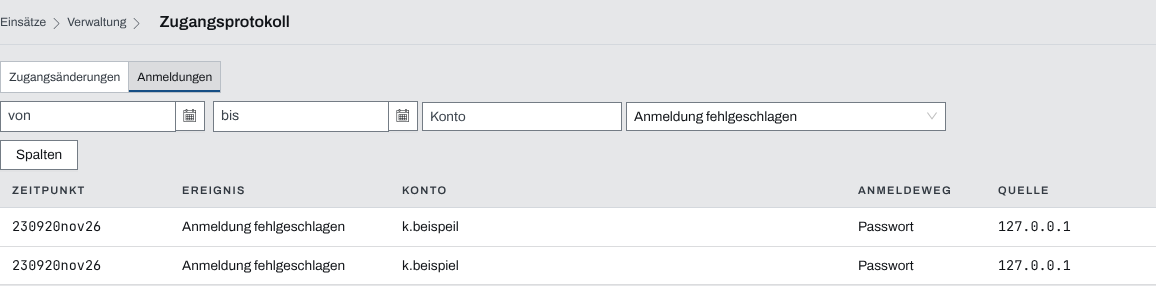 Einsätze Verwaltung Zugangsprotokoll
Zugangsänderungen Anmeldungen
von bis Konto Anmeldung fehlgeschlagen
Spalten
ZEITPUNKT EREIGNIS KONTO ANMELDEWEG QUELLE
230920nov26 Anmeldung fehlgeschlagen k.beispeil Passwort 127.0.0.1
230920nov26 Anmeldung fehlgeschlagen k.beispiel Passwort 127.0.0.1